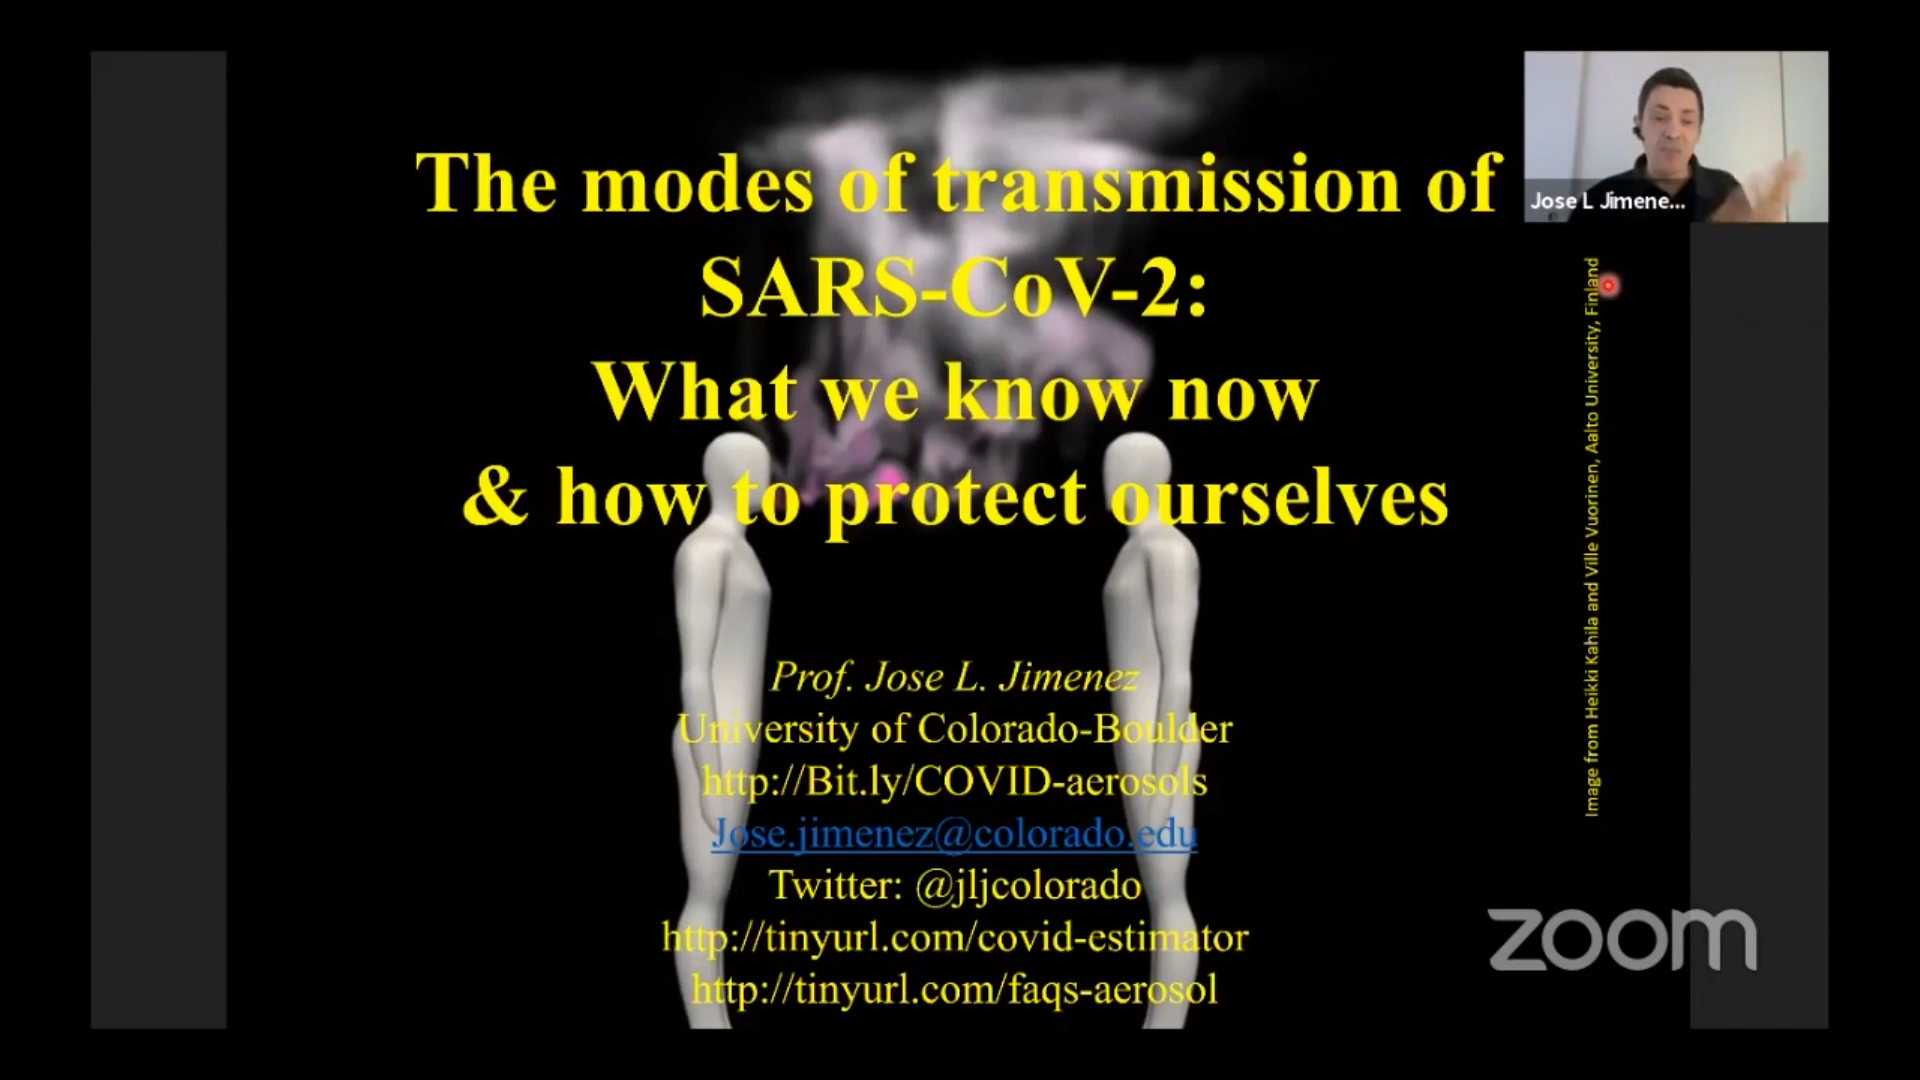 The modes of transmission of
SARS-CoV-2:
What we know now
& how to protect ourselves
Prof. Jose L. Jimenez
University of Colorado-Boulder
http://Bit.ly/COVID-aerosols
Jose.jimenez@colorado.edu
Twitter: @jljcolorado
http://tinyurl.com/covid-estimator
http://tinyurl.com/faqs-aerosol
Jose L Jimene...
Image from Heikki Kahila and Ville Vuorinen, Aalto University, Finland
zoom